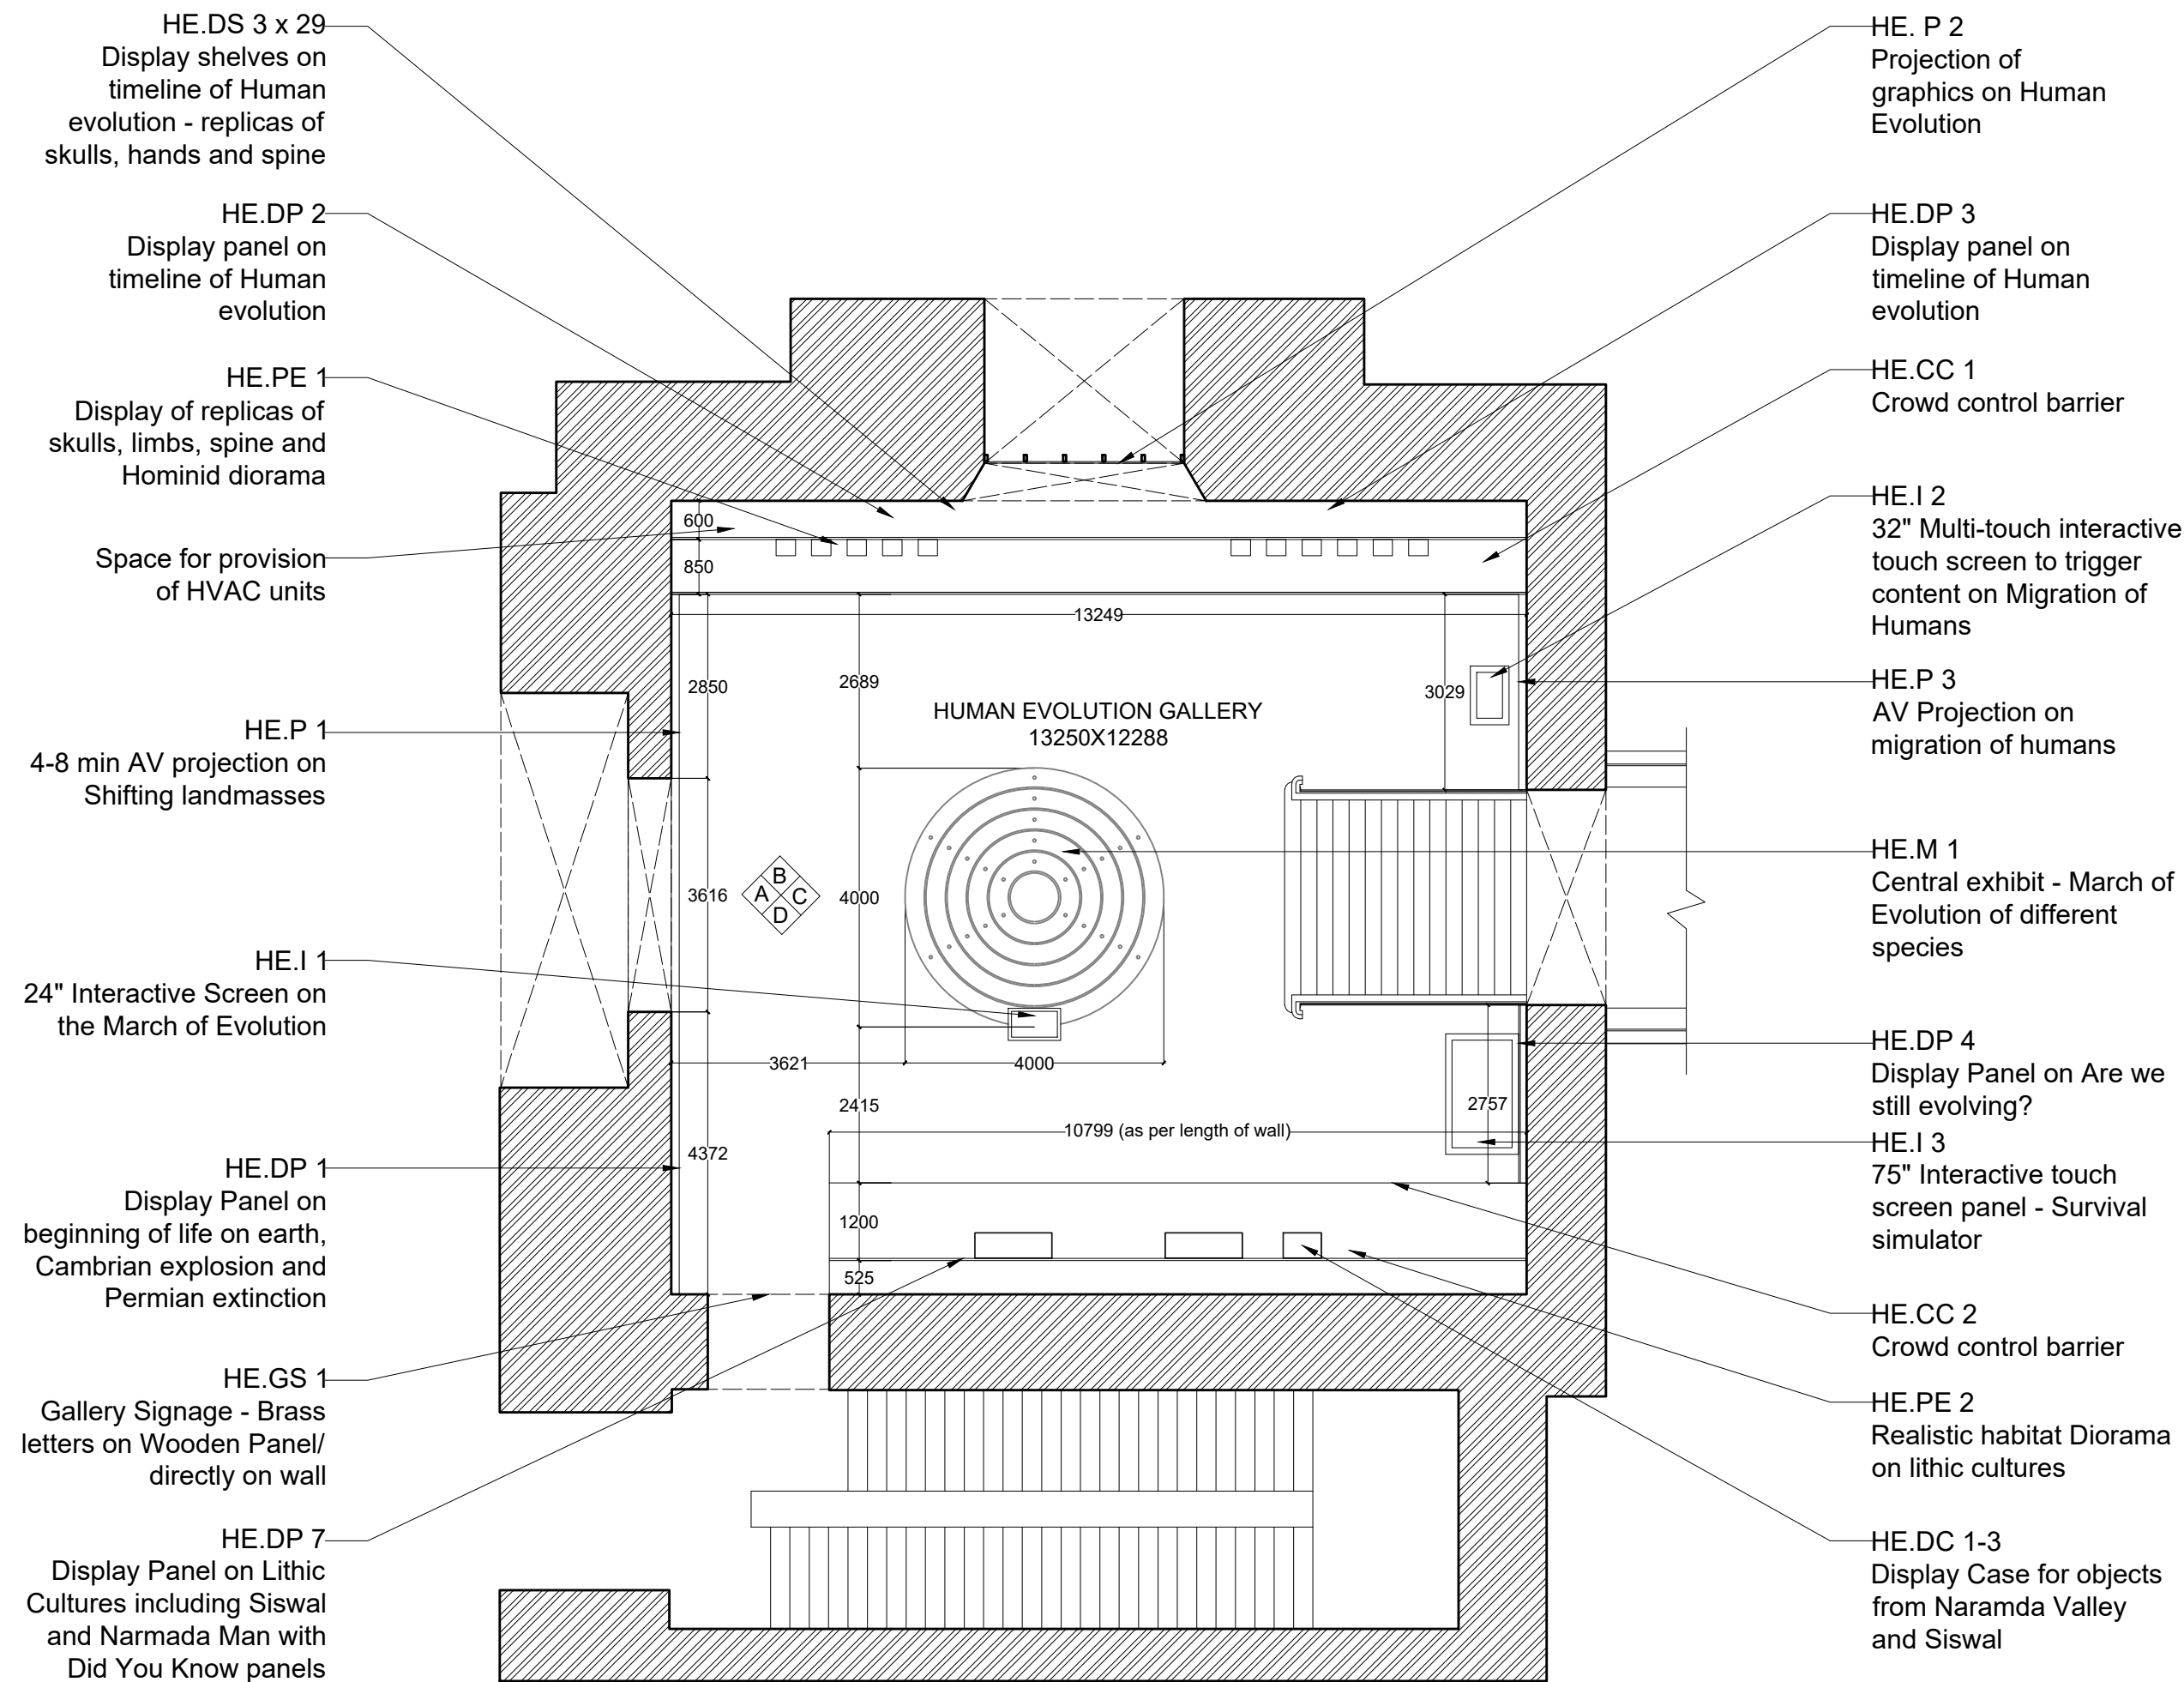 HE.DS 3 x 29
Display shelves on
timeline of Human
evolution - replicas of
skulls, hands and spine
HE.DP 2
Display panel on
timeline of Human
evolution
HE.PE 1
Display of replicas of
skulls, limbs, spine and
Hominid diorama
Space for provision
of HVAC units
HE.P 1
4-8 min AV projection on
Shifting landmasses
HE.I 1
24" Interactive Screen on
the March of Evolution
HE.DP 1
Display Panel on
beginning of life on earth,
Cambrian explosion and
Permian extinction
HE.GS 1
Gallery Signage - Brass
letters on Wooden Panel/
directly on wall
HE.DP 7
Display Panel on Lithic
Cultures including Siswal
and Narmada Man with
Did You Know panels
600
850
13249
2850
2689
3029
HUMAN EVOLUTION GALLERY
13250X12288
B
A
C
D
3616
4000
3621
4000
2415
2757
10799 (as per length of wall)
4372
1200
525
HE. P 2
Projection of
graphics on Human
Evolution
HE.DP 3
Display panel on
timeline of Human
evolution
HE.CC 1
Crowd control barrier
HE.I 2
32" Multi-touch interactive
touch screen to trigger
content on Migration of
Humans
HE.P 3
AV Projection on
migration of humans
HE.M 1
Central exhibit - March of
Evolution of different
species
HE.DP 4
Display Panel on Are we
still evolving?
HE.I 3
75" Interactive touch
screen panel - Survival
simulator
HE.CC 2
Crowd control barrier
HE.PE 2
Realistic habitat Diorama
on lithic cultures
HE.DC 1-3
Display Case for objects
from Naramda Valley
and Siswal